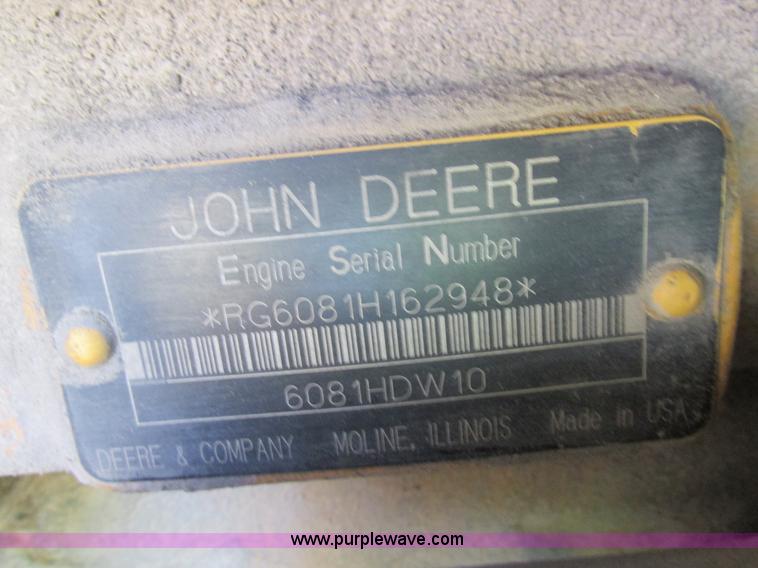 JOHN DEERE
Engine Serial Number
*RG6081H162948*
6081HDW10
DEERE & COMPANY MOLINE, ILLINOIS Made in USA
www.purplewave.com